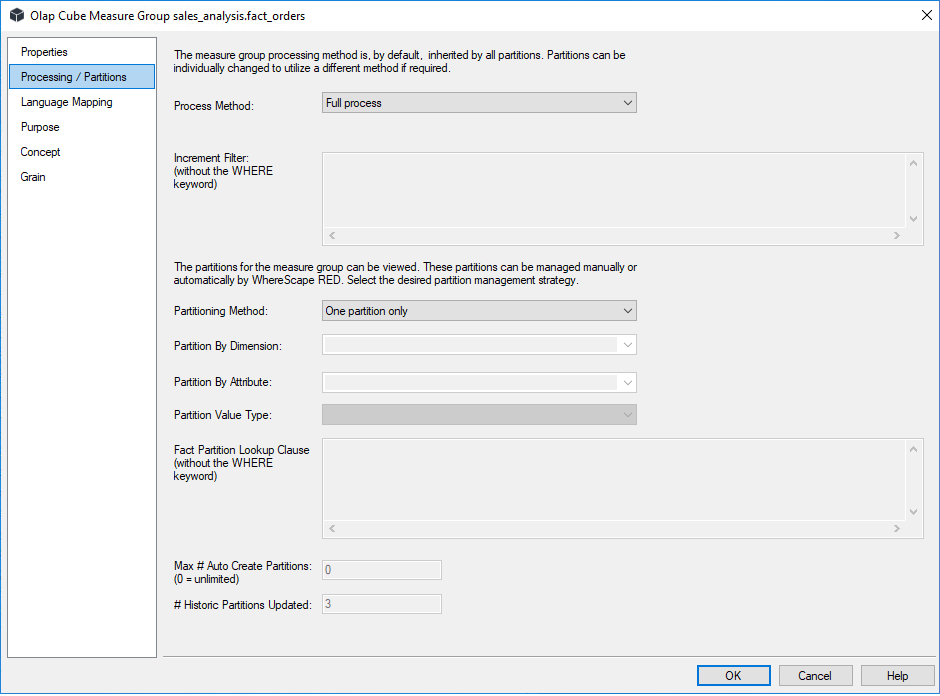 Olap Cube Measure Group sales_analysis.fact_orders
Properties
Processing / Partitions
Language Mapping
Purpose
Concept
Grain
The measure group processing method is, by default, inherited by all partitions. Partitions can be
individually changed to utilize a different method if required.
Process Method:
Full process
Increment Filter:
(without the WHERE
keyword)
The partitions for the measure group can be viewed. These partitions can be managed manually or
automatically by WhereScape RED. Select the desired partition management strategy.
Partitioning Method:
One partition only
Partition By Dimension:
Partition By Attribute:
Partition Value Type:
Fact Partition Lookup Clause
(without the WHERE
keyword)
Max # Auto Create Partitions:
(0 = unlimited)
0
# Historic Partitions Updated:
3
OK
Cancel
Help